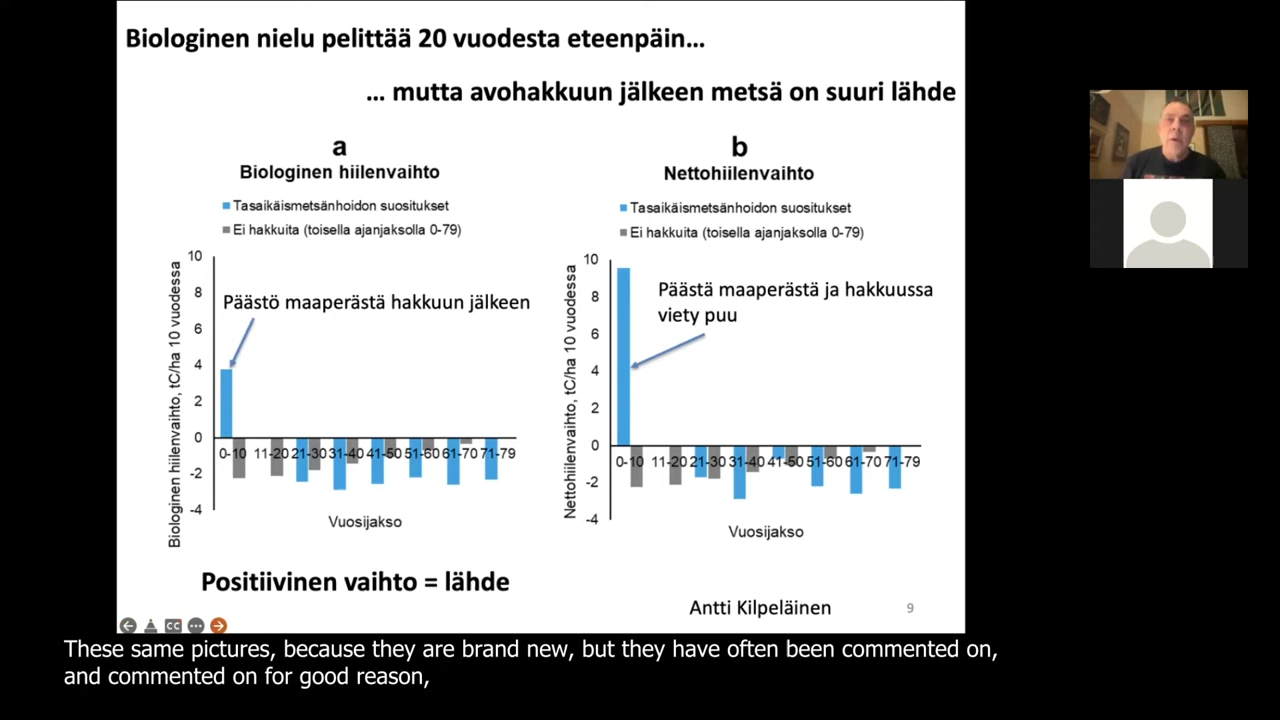 Biologinen nielu pelittää 20 vuodesta eteenpäin…
… mutta avohakkuun jälkeen metsä on suuri lähde
a
Biologinen hiilenvaihto
Tasaikäismetsänhoidon suositukset
Ei hakkuita (toisella ajanjaksolla 0-79)
Biologinen hiilenvaihto, tC/ha 10 vuodessa
10
8
6
4
2
0
-2
-4
Päästö maaperästä hakkuun jälkeen
0-10 11-20 21-30 31-40 41-50 51-60 61-70 71-79
Vuosijakso
b
Nettohiilenvaihto
Tasaikäismetsänhoidon suositukset
Ei hakkuita (toisella ajanjaksolla 0-79)
Nettohiilenvaihto, tC/ha 10 vuodessa
10
8
6
4
2
0
-2
-4
Päästä maaperästä ja hakkuussa
viety puu
0-10 11-20 21-30 31-40 41-50 51-60 61-70 71-79
Vuosijakso
Positiivinen vaihto = lähde
Antti Kilpeläinen
9
CC
These same pictures, because they are brand new, but they have often been commented on,
and commented on for good reason,